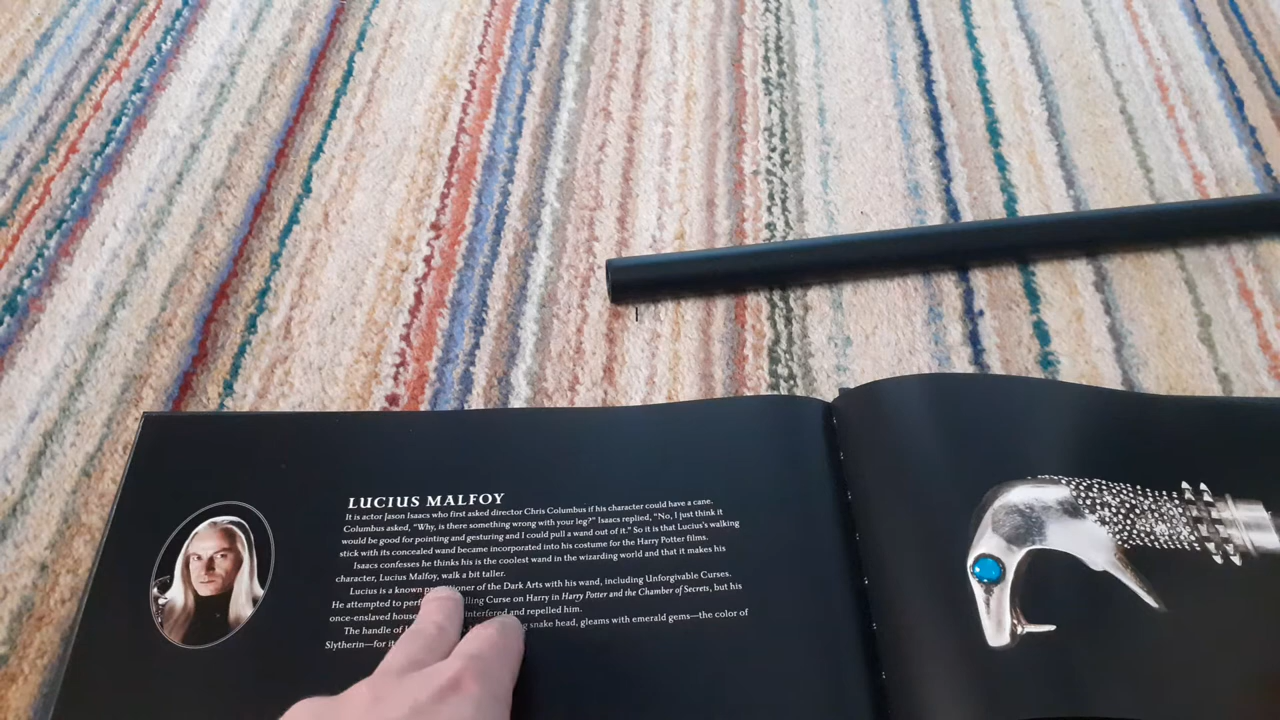 LUCIUS MALFOY
It is actor Jason Isaacs who first asked director Chris Columbus if his character could have a cane.
Columbus asked, "Why, is there something wrong with your leg?" Isaacs replied, "No, I just think it
would be good for pointing and gesturing and I could pull a wand out of it." So it is that Lucius's walking
stick with its concealed wand became incorporated into his costume for the Harry Potter films.
Isaacs confesses he thinks his is the coolest wand in the wizarding world and that it makes his
character, Lucius Malfoy, walk a bit taller.
Lucius is a known of the Dark Arts with his wand, including Unforgivable Curses.
He attempted to Curse on Harry in Harry Potter and the Chamber of Secrets, but his
once-enslaved interfered and repelled him.
The handle of snake head, gleams with emerald gems—the color of
Slytherin—for